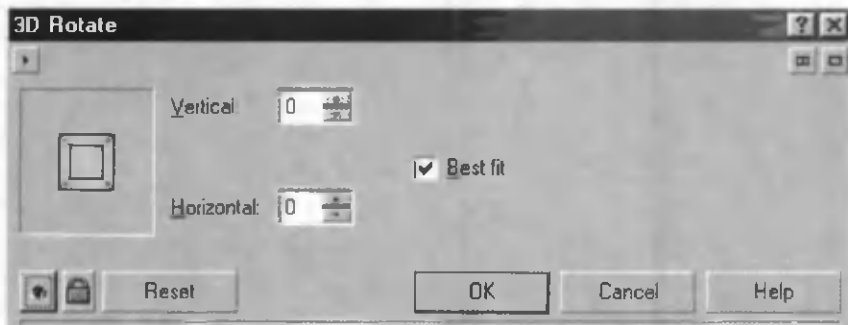 3D Rotate
Vertical: 0
Best fit
Horizontal: 0
Reset OK Cancel Help